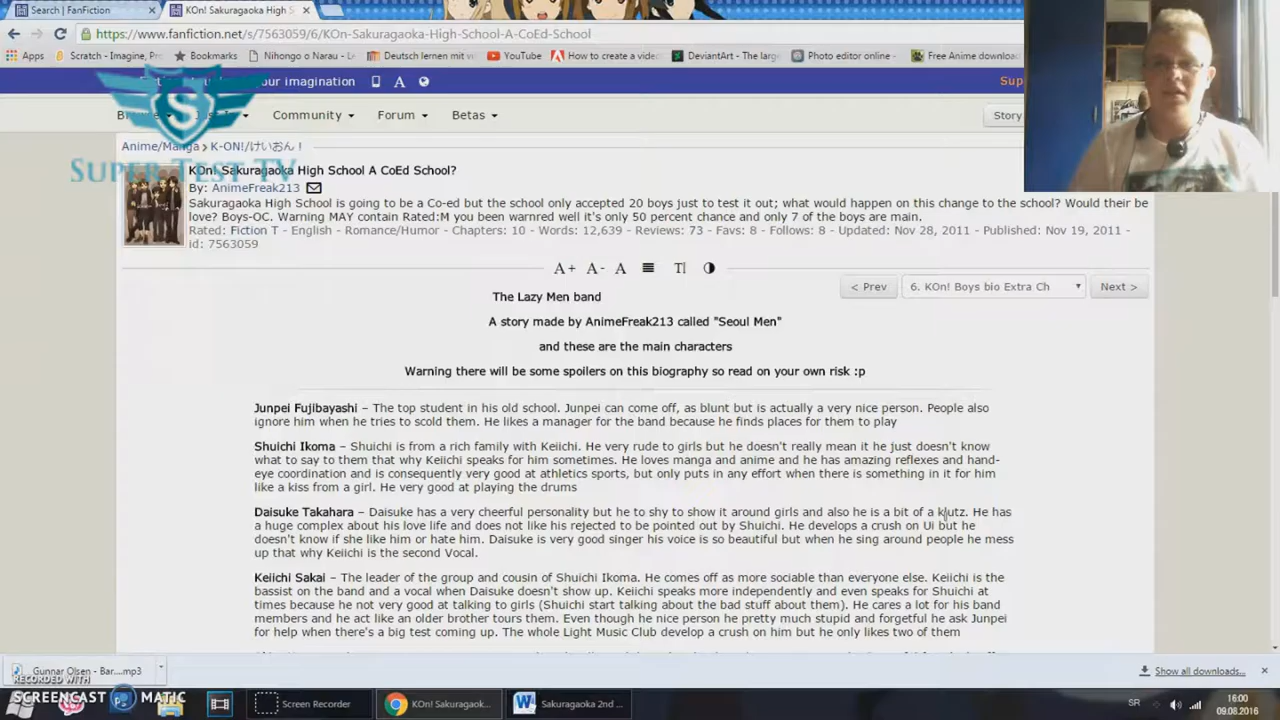 Search | FanFiction
KOn! Sakuragaoka High S
https://www.fanfiction.net/s/7563059/6/KOn-Sakuragaoka-High-School-A-CoEd-School
Apps Scratch - Imagine, Pro Bookmarks Nihongo o Narau - Deutsch lernen mit v YouTube How to create a video DeviantArt - The large Photo editor online - Free Anime download
your imagination A
Community Forum Betas Story
Anime/Manga > K-ON!/けいおん!
SUPER TEST TV
KOn! Sakuragaoka High School A CoEd School?
By: AnimeFreak213
Sakuragaoka High School is going to be a Co-ed but the school only accepted 20 boys just to test it out; what would happen on this change to the school? Would their be
love? Boys-OC. Warning MAY contain Rated:M you been warnred well it's only 50 percent chance and only 7 of the boys are main.
Rated: Fiction T - English - Romance/Humor - Chapters: 10 - Words: 12,639 - Reviews: 73 - Favs: 8 - Follows: 8 - Updated: Nov 28, 2011 - Published: Nov 19, 2011 -
id: 7563059
A+ A- A
< Prev 6. KOn! Boys bio Extra Ch Next >
The Lazy Men band
A story made by AnimeFreak213 called "Seoul Men"
and these are the main characters
Warning there will be some spoilers on this biography so read on your own risk :p
Junpei Fujibayashi – The top student in his old school. Junpei can come off, as blunt but is actually a very nice person. People also
ignore him when he tries to scold them. He likes a manager for the band because he finds places for them to play
Shuichi Ikoma – Shuichi is from a rich family with Keiichi. He very rude to girls but he doesn't really mean it he just doesn't know
what to say to them that why Keiichi speaks for him sometimes. He loves manga and anime and he has amazing reflexes and hand-
eye coordination and is consequently very good at athletics sports, but only puts in any effort when there is something in it for him
like a kiss from a girl. He very good at playing the drums
Daisuke Takahara – Daisuke has a very cheerful personality but he to shy to show it around girls and also he is a bit of a klutz. He has
a huge complex about his love life and does not like his rejected to be pointed out by Shuichi. He develops a crush on Ui but he
doesn't know if she like him or hate him. Daisuke is very good singer his voice is so beautiful but when he sing around people he mess
up that why Keiichi is the second Vocal.
Keiichi Sakai – The leader of the group and cousin of Shuichi Ikoma. He comes off as more sociable than everyone else. Keiichi is the
bassist on the band and a vocal when Daisuke doesn't show up. Keiichi speaks more independently and even speaks for Shuichi at
times because he not very good at talking to girls (Shuichi start talking about the bad stuff about them). He cares a lot for his band
members and he act like an older brother tours them. Even though he nice person he pretty much stupid and forgetful he ask Junpei
for help when there's a big test coming up. The whole Light Music Club develop a crush on him but he only likes two of them
Gunnar Olsen - Bar....mp3 Show all downloads...
RECORDED WITH
SCREENCAST MATIC
Screen Recorder KOn! Sakuragaok... Sakuragaoka 2nd ... SR 16:00
09.08.2016